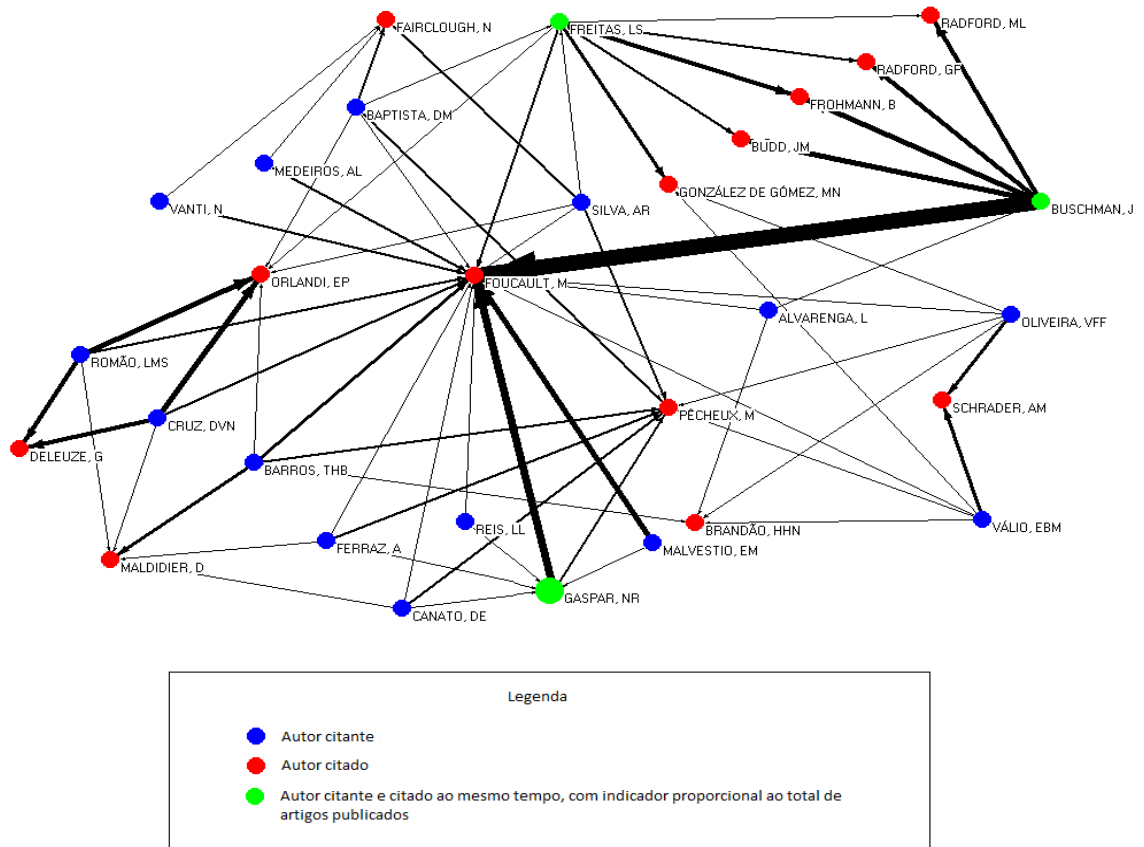 RADFORD, ML
FAIRCLOUGH, N
FREITAS, LS
RADFORD, GP
FROHMANN, B
BAPTISTA, DM
BUDD, JM
MEDEIROS, AL
GONZÁLEZ DE GÓMEZ, MN
VANTI, N
SILVA, AR
BUSCHMAN, J
ORLANDI, EP
FOUCAULT, M
ALVARENGA, L
OLIVEIRA, VFF
ROMÃO, LMS
SCHRADER, AM
PÊCHEUX, M
CRUZ, DVN
DELEUZE, G
BARROS, THB
REIS, LL
BRANDÃO, HHN
VÁLIO, EBM
FERRAZ, A
MALVESTIO, EM
MALDIDIER, D
GASPAR, NR
CANATO, DE
Legenda
Autor citante
Autor citado
Autor citante e citado ao mesmo tempo, com indicador proporcional ao total de
artigos publicados